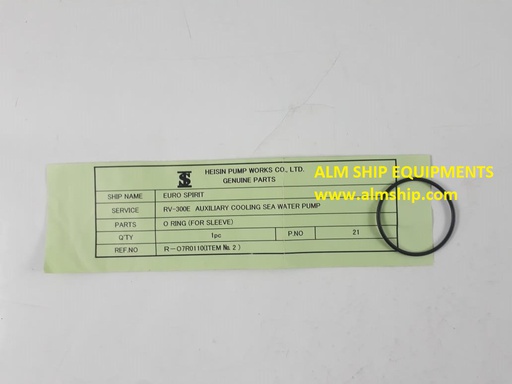 HEISIN PUMP WORKS CO., LTD.
GENUINE PARTS
ALM SHIP EQUIPMENTS
www.almship.com
SHIP NAME EURO SPIRIT
SERVICE RV-300E AUXILIARY COOLING SEA WATER PUMP
PARTS O RING (FOR SLEEVE)
Q'TY 1pc P.NO 21
REF.NO R-07R0110(ITEM № 2)